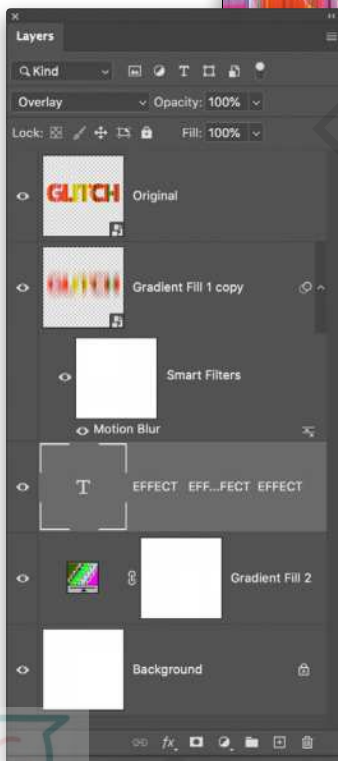 Layers
Kind
Overlay Opacity: 100%
Lock: Fill: 100%
GLITCH Original
Gradient Fill 1 copy
Smart Filters
Motion Blur
T EFFECT EFF...FECT EFFECT
Gradient Fill 2
Background
fx